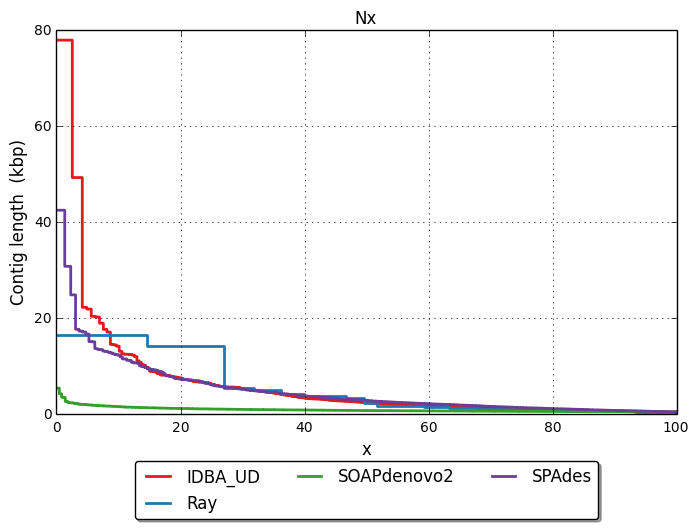 Nx
80
60
40
20
0
Contig length (kbp)
0 20 40 60 80 100
x
IDBA_UD SOAPdenovo2 SPAdes
Ray